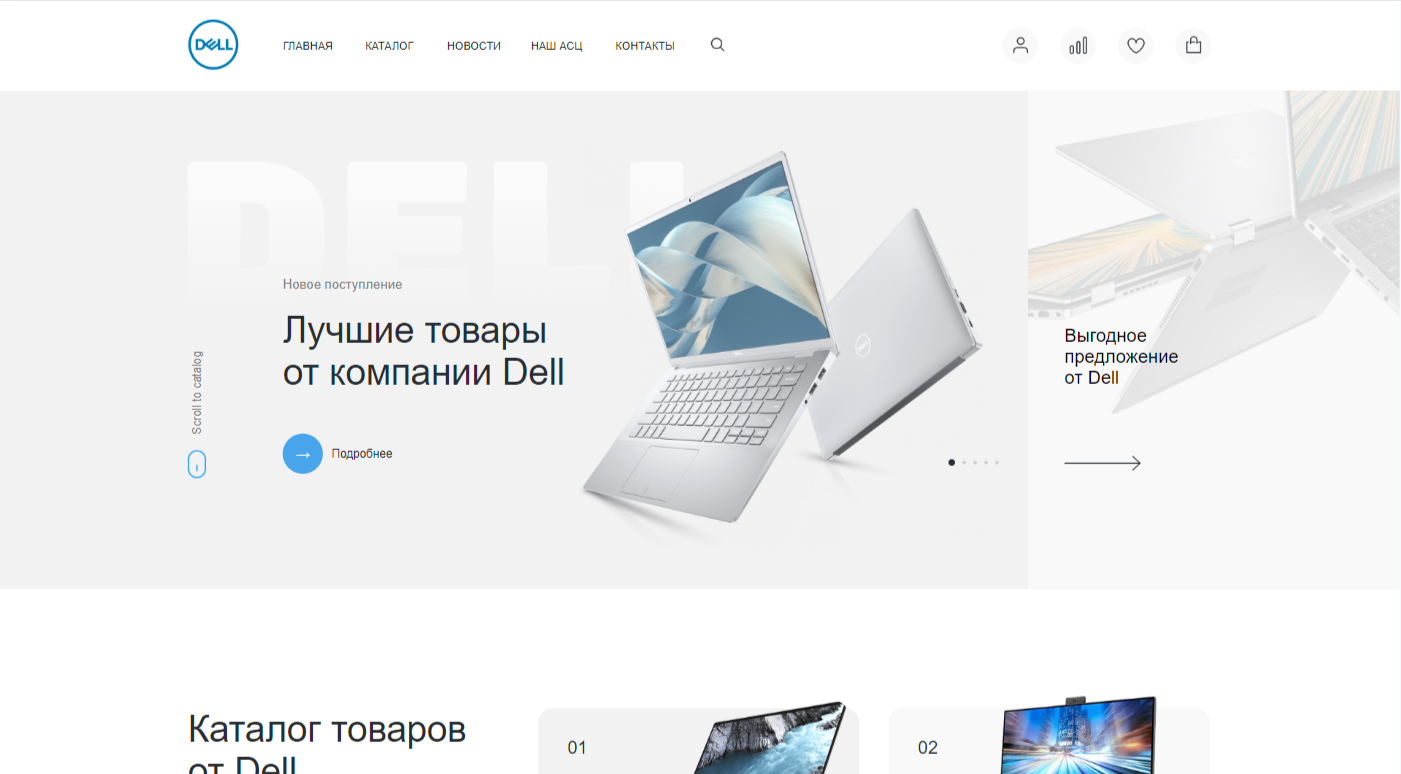 DELL
ГЛАВНАЯ КАТАЛОГ НОВОСТИ НАШ АСЦ КОНТАКТЫ
DELL
Новое поступление
Лучшие товары
от компании Dell
Scroll to catalog
Подробнее
Выгодное
предложение
от Dell
Каталог товаров
от Dell
01
02